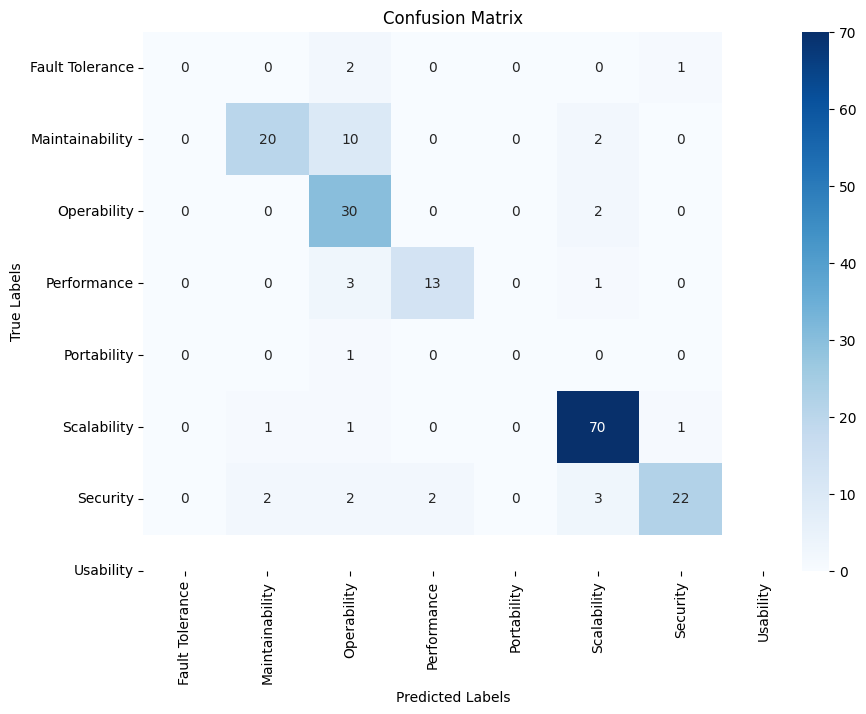 Confusion Matrix
Fault Tolerance 0 0 2 0 0 0 1
Maintainability 0 20 10 0 0 2 0
Operability 0 0 30 0 0 2 0
Performance 0 0 3 13 0 1 0
Portability 0 0 1 0 0 0 0
Scalability 0 1 1 0 0 70 1
Security 0 2 2 2 0 3 22
Usability
True Labels
Fault Tolerance
Maintainability
Operability
Performance
Portability
Scalability
Security
Usability
Predicted Labels
70
60
50
40
30
20
10
0